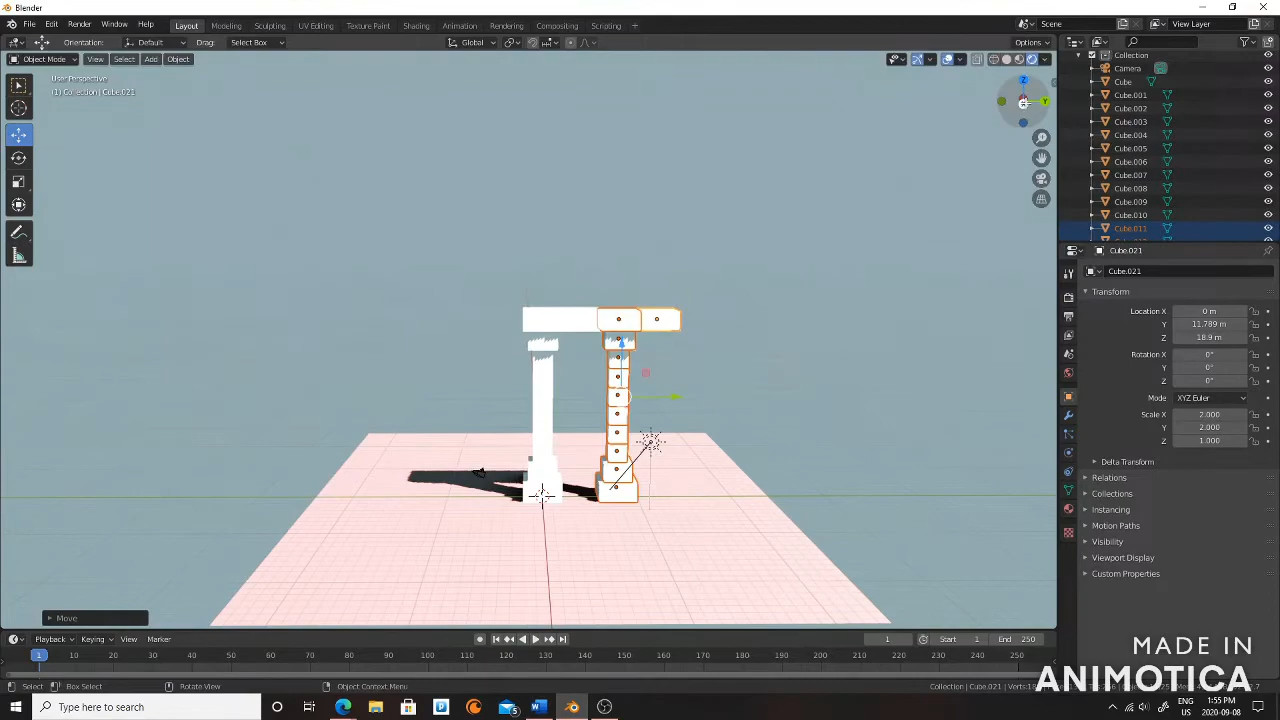 Blender
File Edit Render Window Help Layout Modeling Sculpting UV Editing Texture Paint Shading Animation Rendering Compositing Scripting + Scene View Layer
Orientation: Default Drag: Select Box Global Options
Object Mode View Select Add Object
User Perspective
(1) Collection | Cube.021
Z
Y
Collection
Camera
Cube
Cube.001
Cube.002
Cube.003
Cube.004
Cube.005
Cube.006
Cube.007
Cube.008
Cube.009
Cube.010
Cube.011
Cube.021
Cube.021
Transform
Location X 0 m
Y 11.789 m
Z 18.9 m
Rotation X 0°
Y 0°
Z 0°
Mode XYZ Euler
Scale X 2.000
Y 2.000
Z 1.000
Delta Transform
Relations
Collections
Instancing
Motion Paths
Visibility
Viewport Display
Custom Properties
Move
Playback Keying View Marker 1 Start 1 End 250
1 10 20 30 40 50 60 70 80 90 100 110 120 130 140 150 160 170 180 190 200 210 220 230 240 250
Select Box Select Rotate View Object Context Menu Collection | Cube.021
MADE IN
ANIMOTICA
Type here to search
5
ENG
US
1:55 PM
2020-09-08